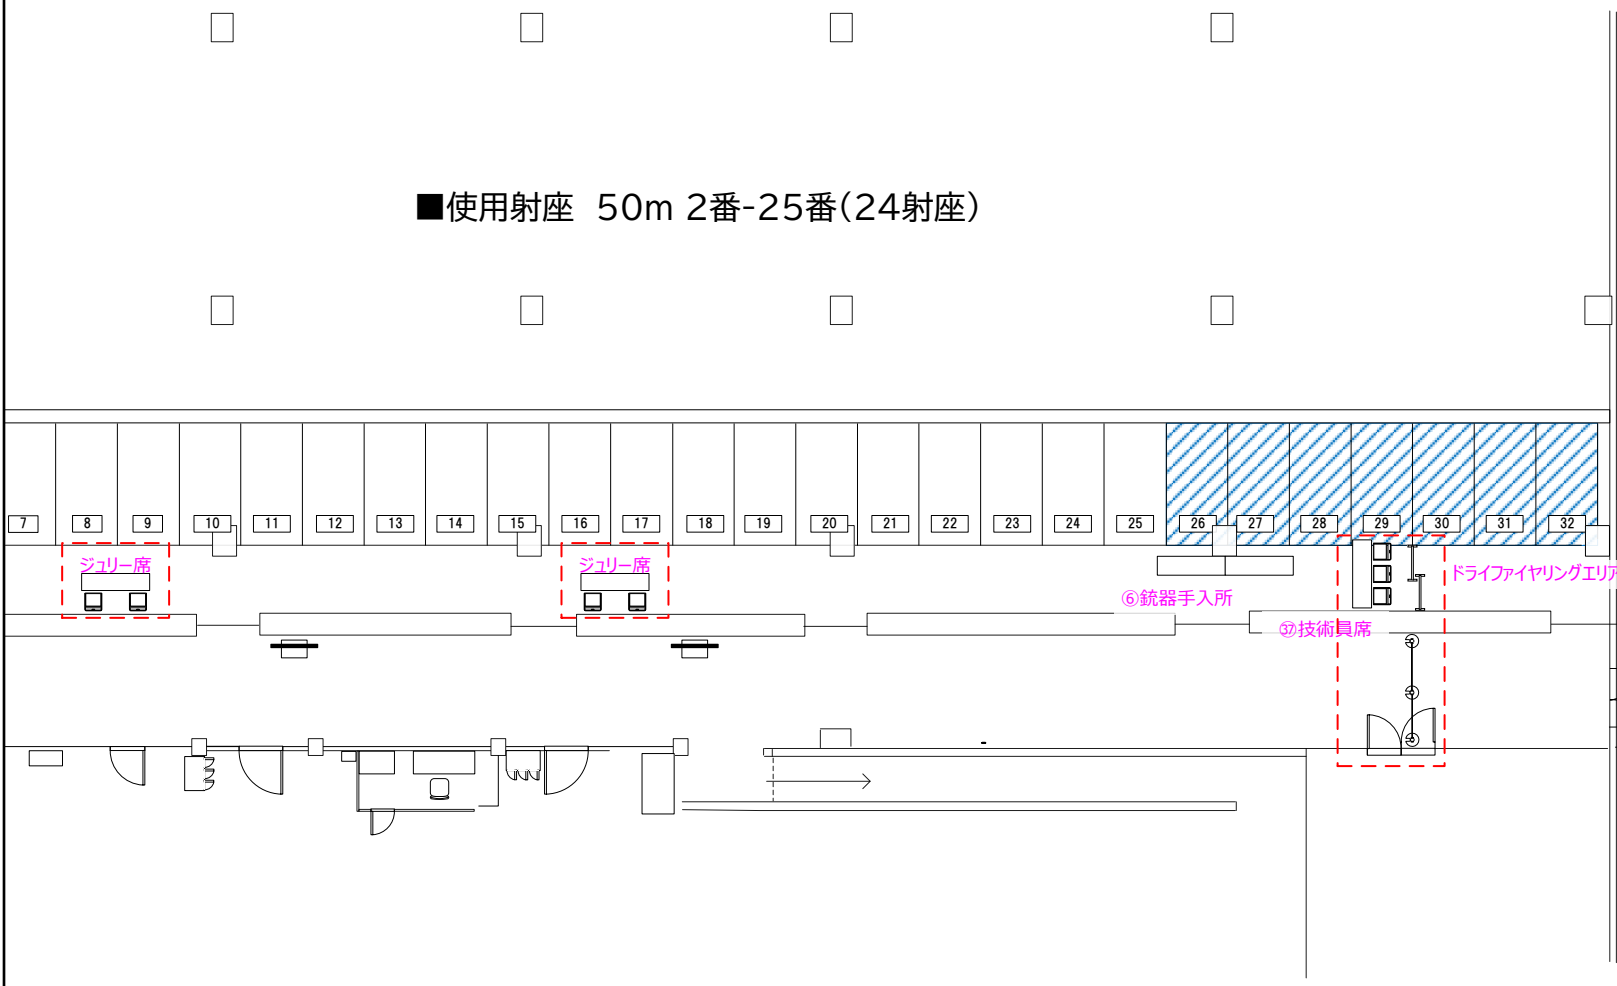 ■使用射座 50m 2番-25番(24射座)
7 8 9 10 11 12 13 14 15 16 17 18 19 20 21 22 23 24 25 26 27 28 29 30 31 32
ジュリー席 ジュリー席 ドライファイヤリングエリア
⑥銃器手入所
㊲技術員席